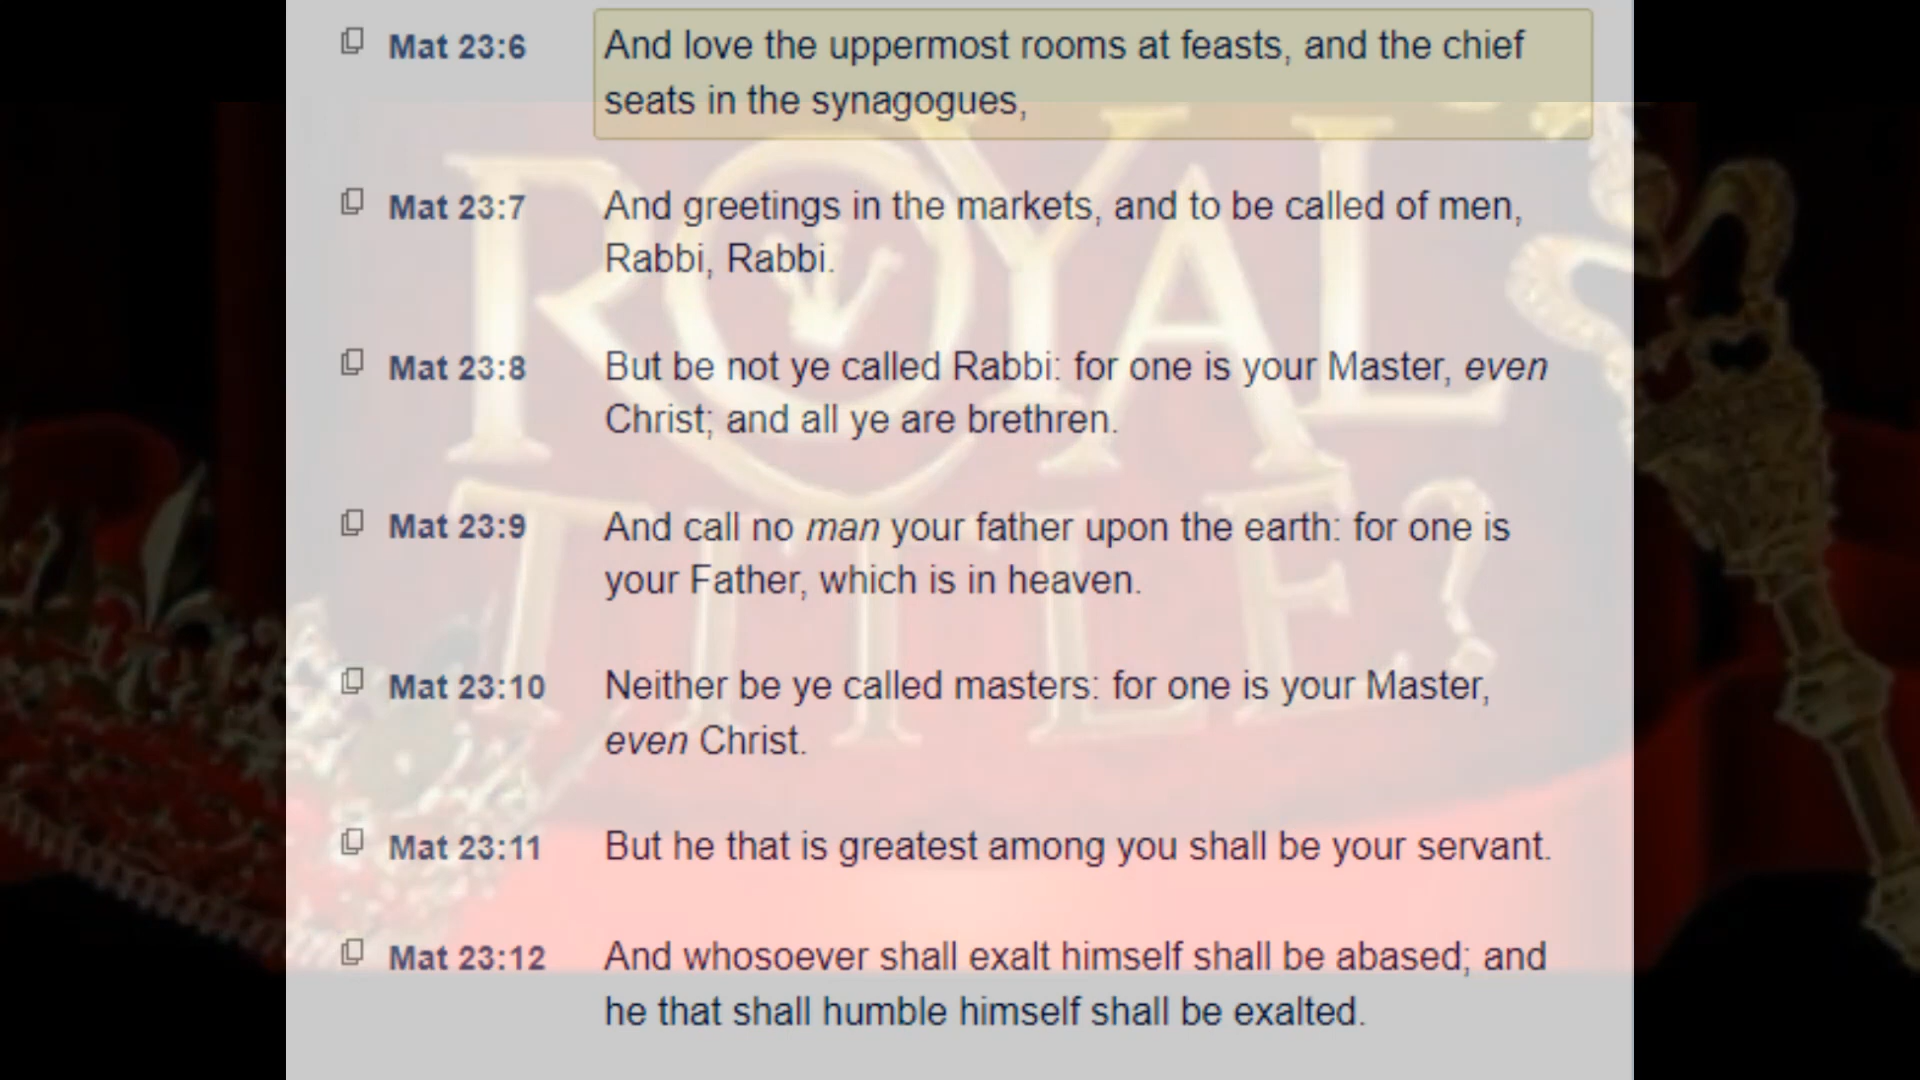 Mat 23:6 And love the uppermost rooms at feasts, and the chief
seats in the synagogues,
Mat 23:7 And greetings in the markets, and to be called of men,
Rabbi, Rabbi.
Mat 23:8 But be not ye called Rabbi: for one is your Master, even
Christ; and all ye are brethren.
Mat 23:9 And call no man your father upon the earth: for one is
your Father, which is in heaven.
Mat 23:10 Neither be ye called masters: for one is your Master,
even Christ.
Mat 23:11 But he that is greatest among you shall be your servant.
Mat 23:12 And whosoever shall exalt himself shall be abased; and
he that shall humble himself shall be exalted.
ROYAL
TITLE?